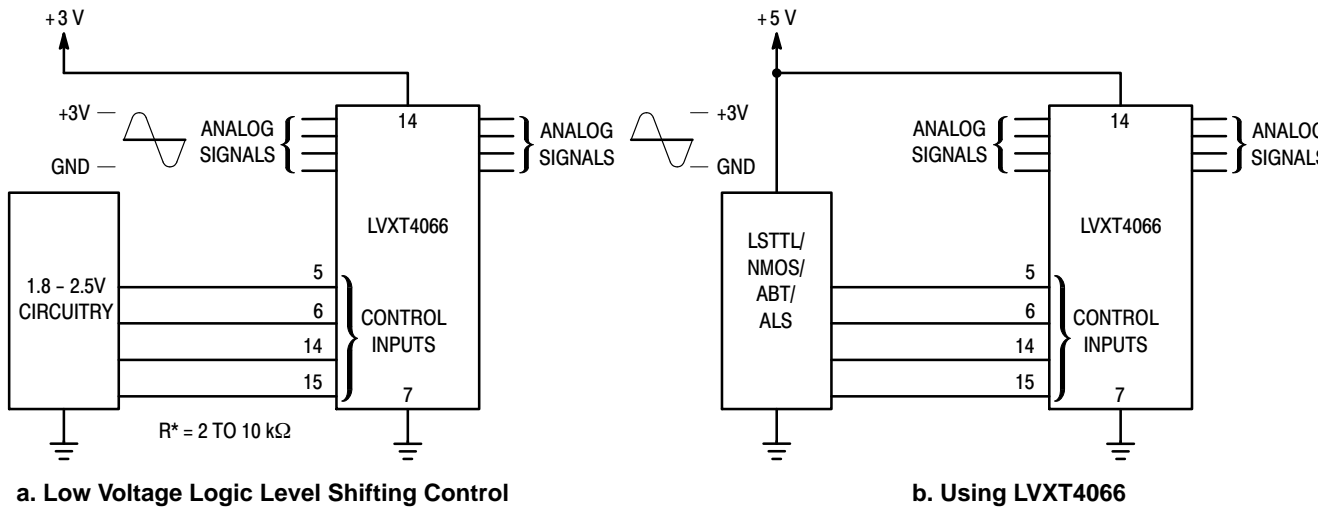 +3 V
+3V
GND
ANALOG
SIGNALS
14
ANALOG
SIGNALS
LVXT4066
1.8 – 2.5V
CIRCUITRY
5
6
14
15
CONTROL
INPUTS
7
R* = 2 TO 10 kΩ
a. Low Voltage Logic Level Shifting Control
+5 V
+3V
GND
ANALOG
SIGNALS
14
ANALOG
SIGNALS
LVXT4066
LSTTL/
NMOS/
ABT/
ALS
5
6
14
15
CONTROL
INPUTS
7
b. Using LVXT4066